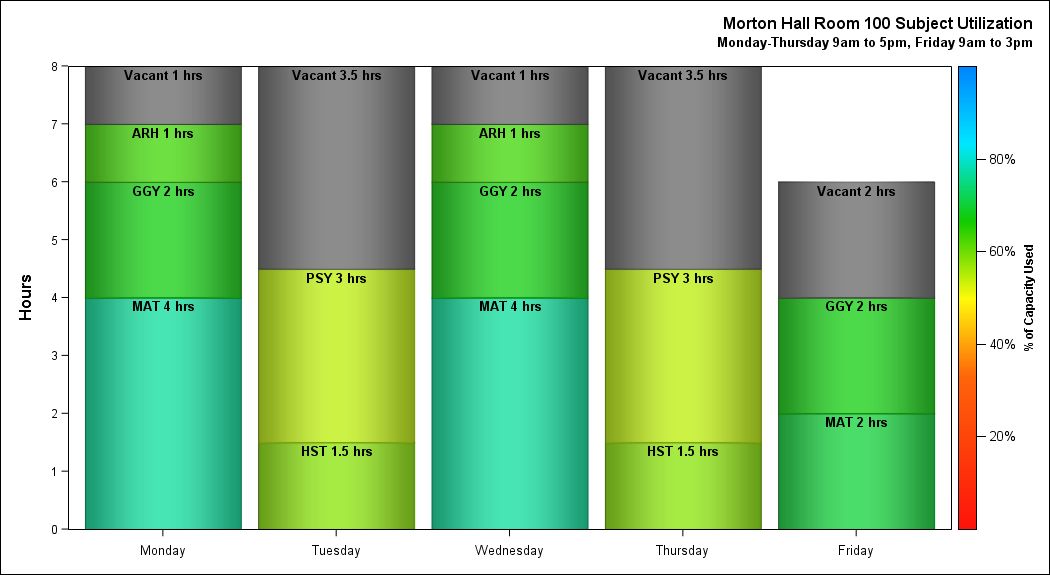 Morton Hall Room 100 Subject Utilization
Monday-Thursday 9am to 5pm, Friday 9am to 3pm
Hours
8
7
6
5
4
3
2
1
0
Vacant 1 hrs
ARH 1 hrs
GGY 2 hrs
MAT 4 hrs
Vacant 3.5 hrs
PSY 3 hrs
HST 1.5 hrs
Vacant 1 hrs
ARH 1 hrs
GGY 2 hrs
MAT 4 hrs
Vacant 3.5 hrs
PSY 3 hrs
HST 1.5 hrs
Vacant 2 hrs
GGY 2 hrs
MAT 2 hrs
Monday
Tuesday
Wednesday
Thursday
Friday
80%
60%
40%
20%
% of Capacity Used